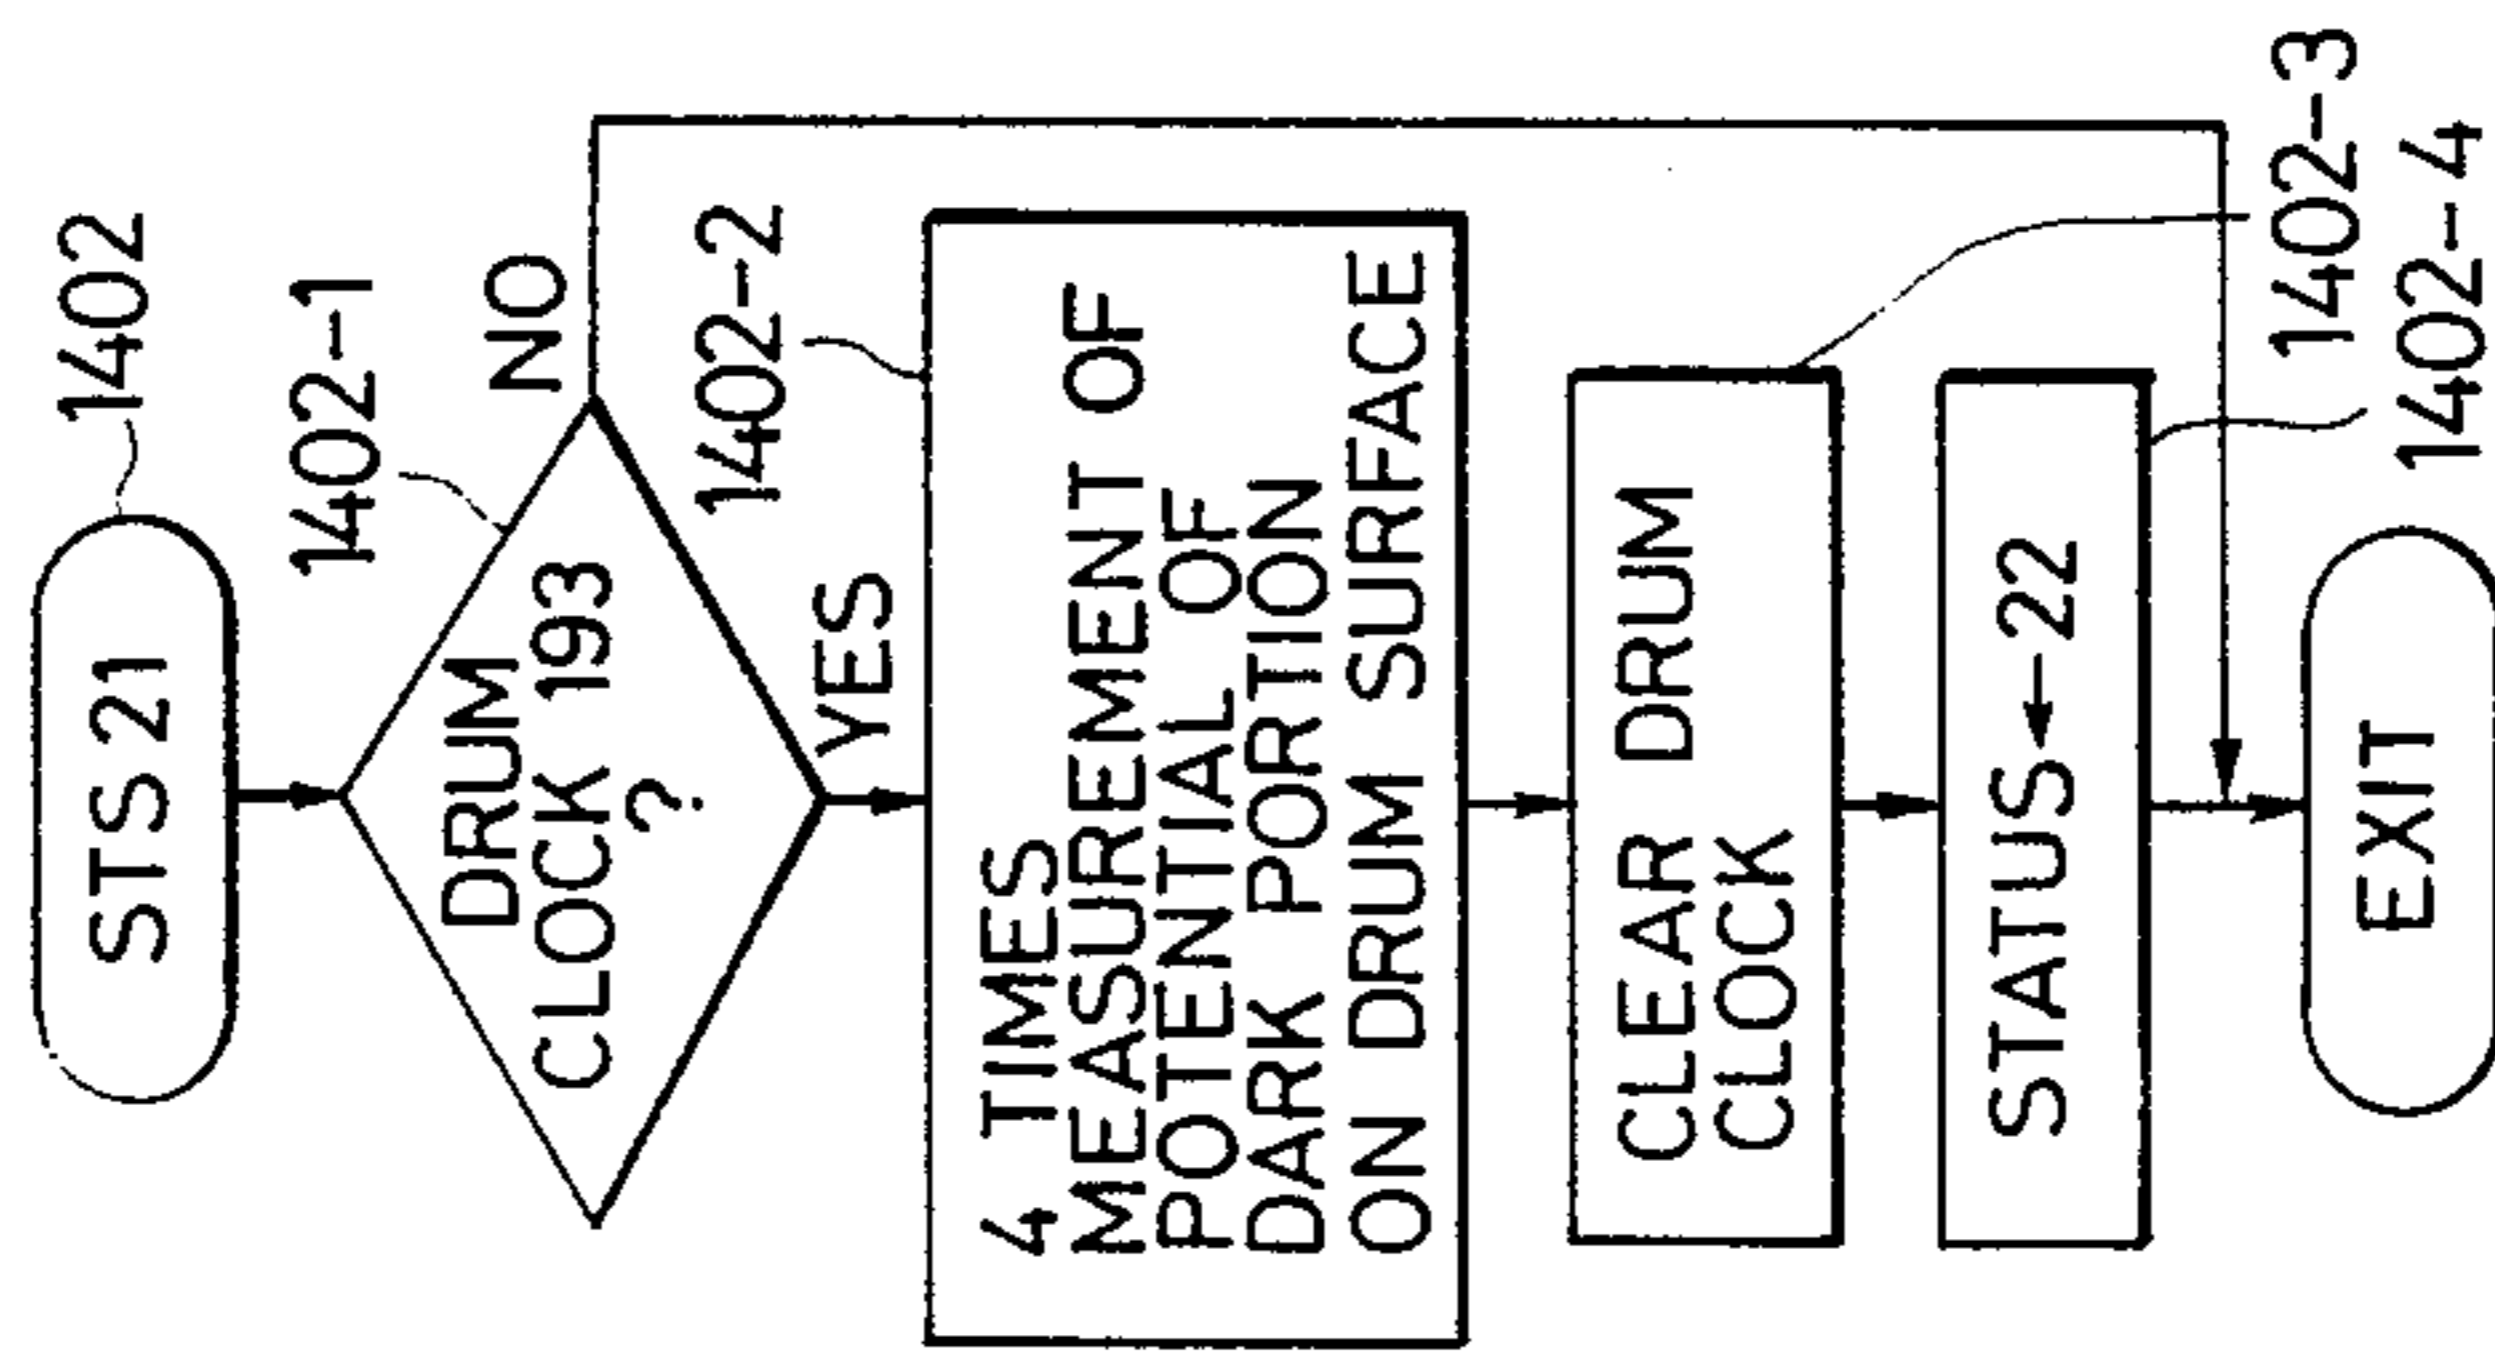 1402
STS 21
1402-1
DRUM
CLOCK 193
?
NO
YES
1402-2
4 TIMES
MEASUREMENT OF
POTENTIAL OF
DARK PORTION
ON DRUM SURFACE
CLEAR DRUM
CLOCK
1402-3
STATUS←22
1402-4
EXIT